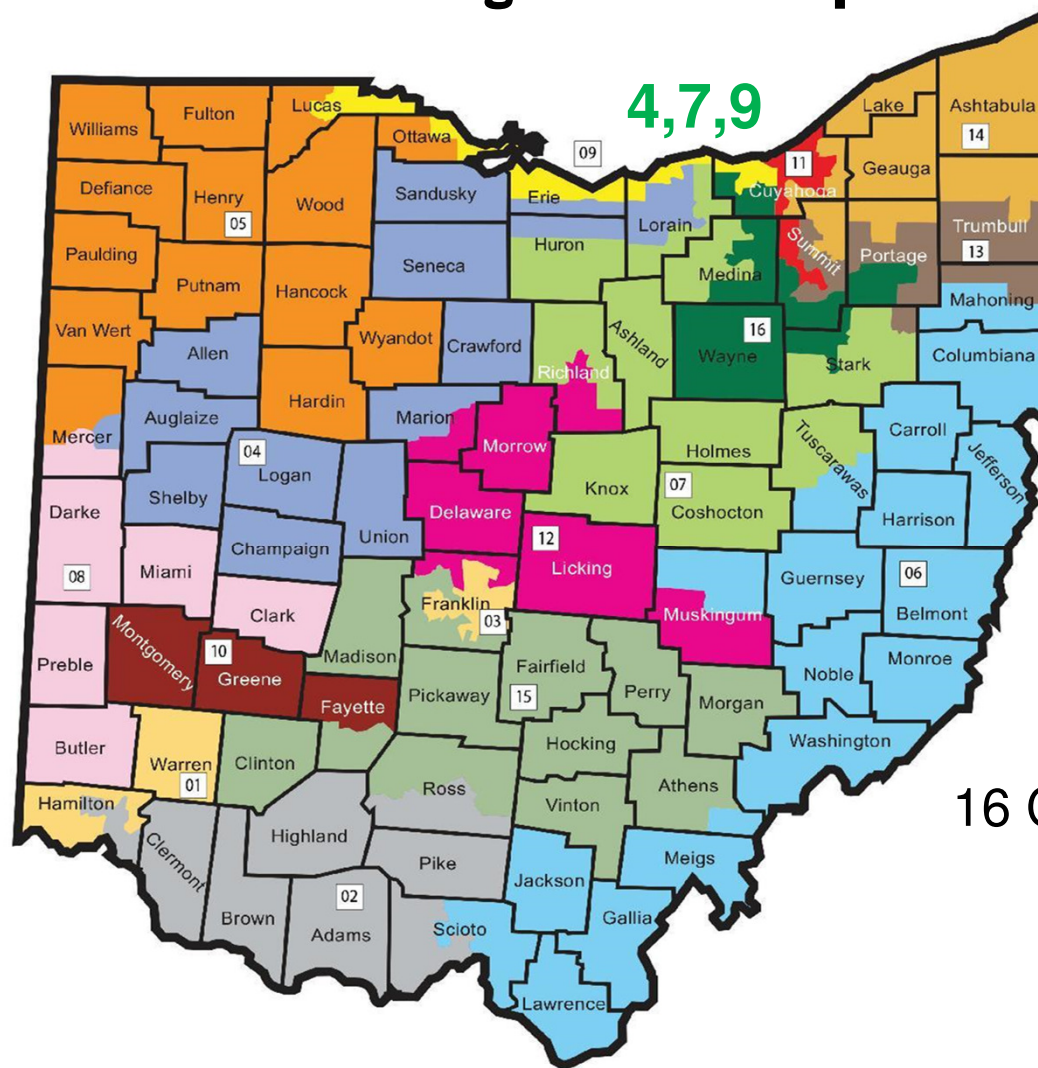 4,7,9
Lake
Ashtabula
14
Lucas
Fulton
Williams
Ottawa
09
11
Geauga
Cuyahoga
Defiance
Henry
05
Wood
Sandusky
Erie
Lorain
Huron
Summit
Portage
Trumbull
13
Paulding
Putnam
Hancock
Seneca
Medina
Mahoning
Van Wert
Allen
Wyandot
Crawford
Ashland
16
Wayne
Stark
Columbiana
Richland
Mercer
Auglaize
Hardin
Marion
Morrow
Holmes
Tuscarawas
Carroll
Jefferson
04
Logan
Shelby
Knox
07
Coshocton
Harrison
Darke
Union
Delaware
Champaign
12
Licking
Miami
08
Guernsey
06
Belmont
Clark
Franklin
03
Muskingum
Montgomery
10
Greene
Madison
Preble
Fairfield
15
Perry
Noble
Monroe
Fayette
Pickaway
Morgan
Butler
Warren
01
Clinton
Hocking
Washington
Hamilton
Ross
Vinton
Athens
16
Clermont
Highland
Pike
Jackson
Meigs
02
Brown
Adams
Scioto
Gallia
Lawrence